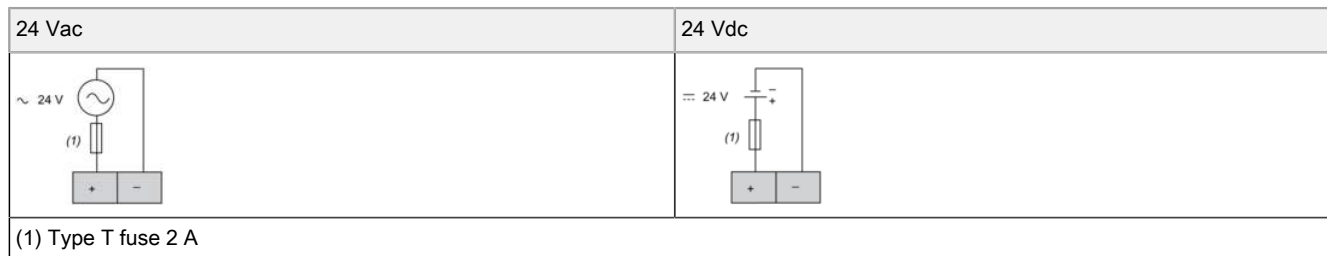 24 Vac
24 Vdc
~ 24 V
(1)
+ −
⎓ 24 V
−
+
(1)
+ −
(1) Type T fuse 2 A